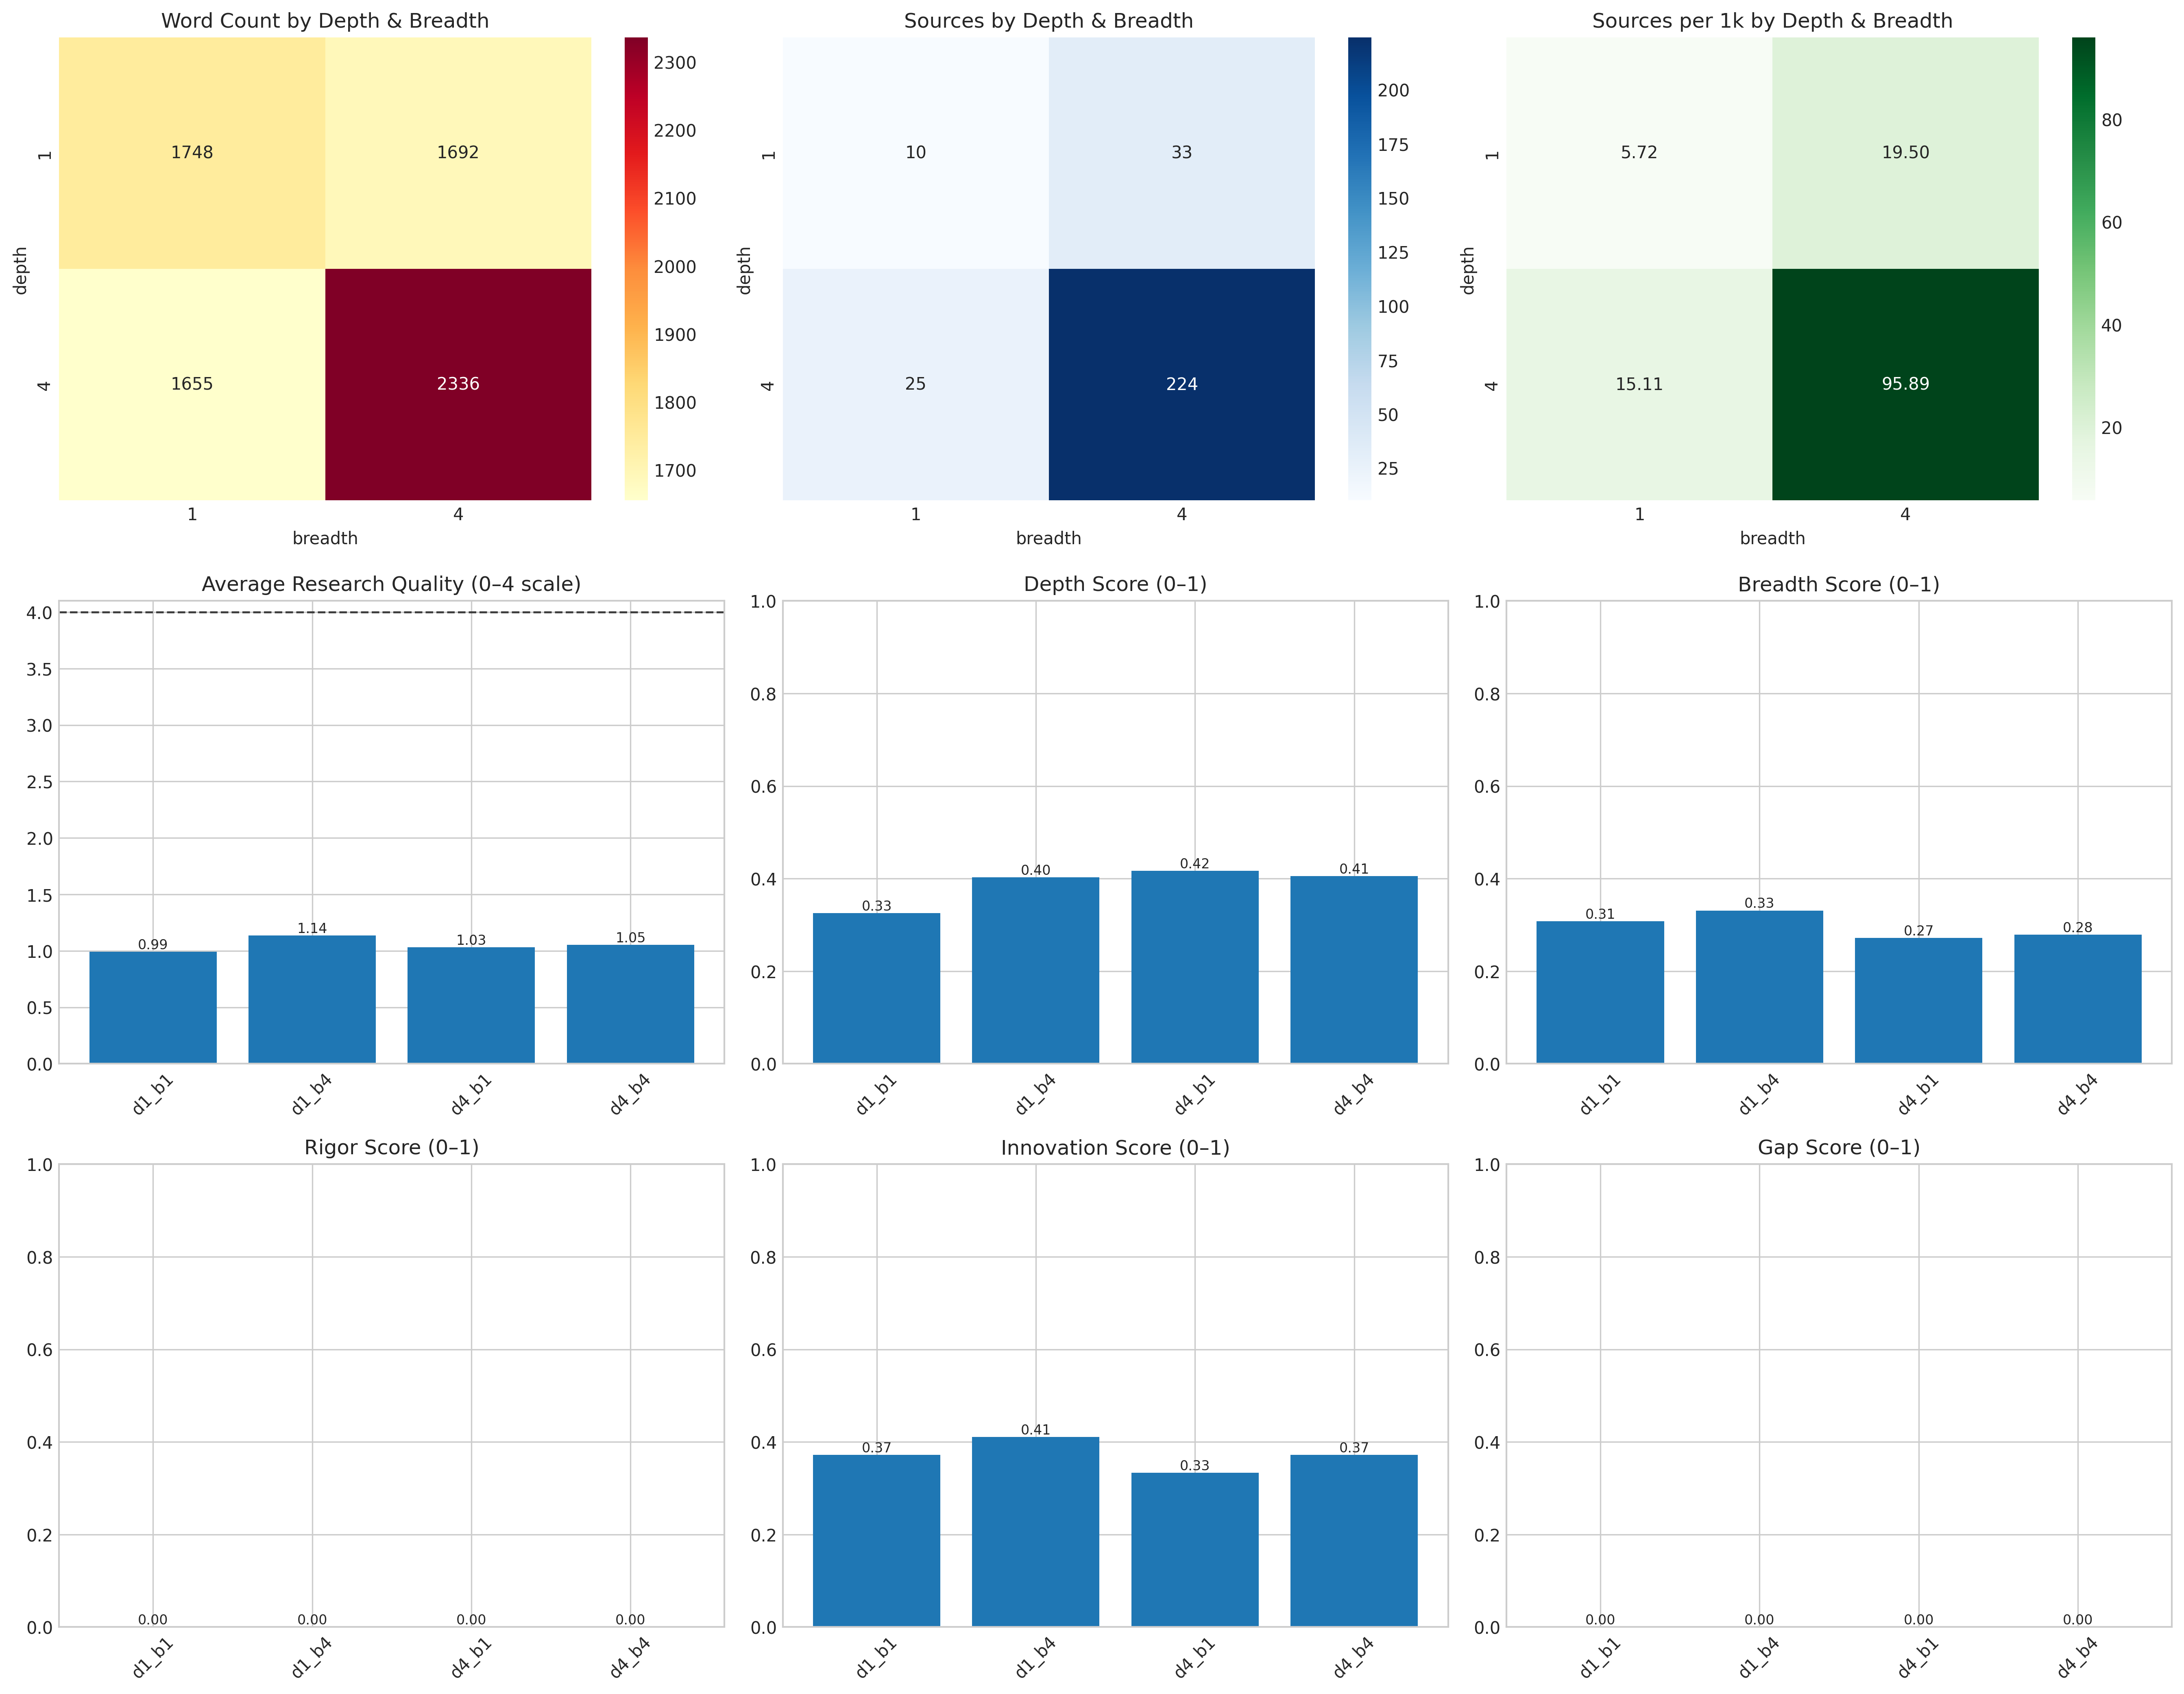 Word Count by Depth & Breadth
1748
1692
1655
2336
1
4
depth
1
4
breadth
2300
2200
2100
2000
1900
1800
1700
Sources by Depth & Breadth
10
33
25
224
1
4
depth
1
4
breadth
200
175
150
125
100
75
50
25
Sources per 1k by Depth & Breadth
5.72
19.50
15.11
95.89
1
4
depth
1
4
breadth
80
60
40
20
Average Research Quality (0–4 scale)
4.0
3.5
3.0
2.5
2.0
1.5
1.0
0.5
0.0
0.99
1.14
1.03
1.05
d1_b1
d1_b4
d4_b1
d4_b4
Depth Score (0–1)
1.0
0.8
0.6
0.4
0.2
0.0
0.33
0.40
0.42
0.41
d1_b1
d1_b4
d4_b1
d4_b4
Breadth Score (0–1)
1.0
0.8
0.6
0.4
0.2
0.0
0.31
0.33
0.27
0.28
d1_b1
d1_b4
d4_b1
d4_b4
Rigor Score (0–1)
1.0
0.8
0.6
0.4
0.2
0.0
0.00
0.00
0.00
0.00
d1_b1
d1_b4
d4_b1
d4_b4
Innovation Score (0–1)
1.0
0.8
0.6
0.4
0.2
0.0
0.37
0.41
0.33
0.37
d1_b1
d1_b4
d4_b1
d4_b4
Gap Score (0–1)
1.0
0.8
0.6
0.4
0.2
0.0
0.00
0.00
0.00
0.00
d1_b1
d1_b4
d4_b1
d4_b4